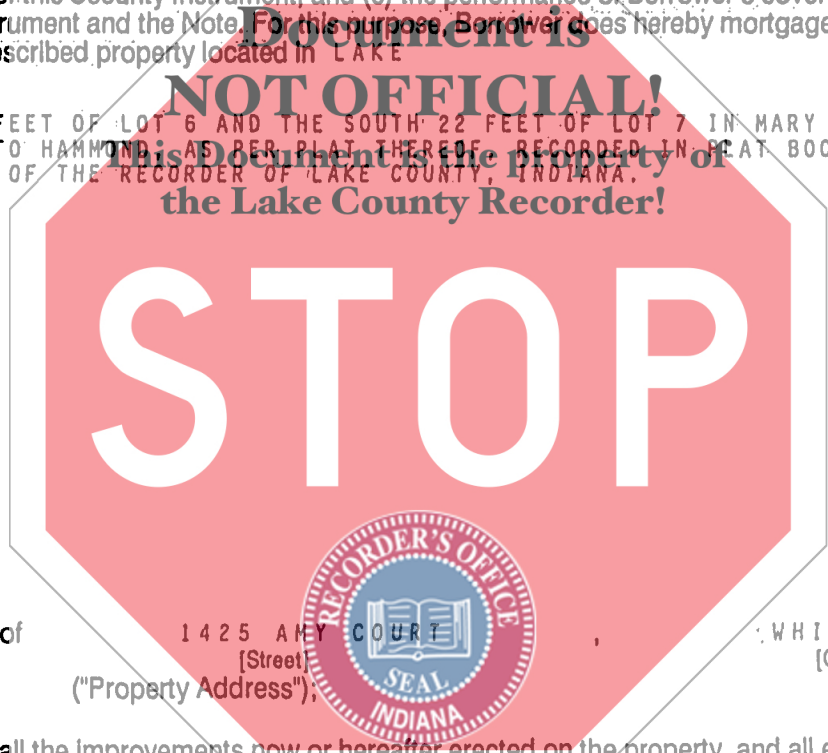 rument and the Note. For this purpose, Borrower does hereby mortgage
scribed property located in LAKE
Document is
NOT OFFICIAL!
FEET OF LOT 6 AND THE SOUTH 22 FEET OF LOT 7 IN MARY
O HAMMOND, AS PER PLAT THEREOF, RECORDED IN PLAT BOO
This Document is the property of
OF THE RECORDER OF LAKE COUNTY, INDIANA.
the Lake County Recorder!
STOP
RECORDER'S OFFICE
SEAL
INDIANA
of 1425 AMY COURT , WHI
[Street]
("Property Address");
all the improvements now or hereafter erected on the property, and all